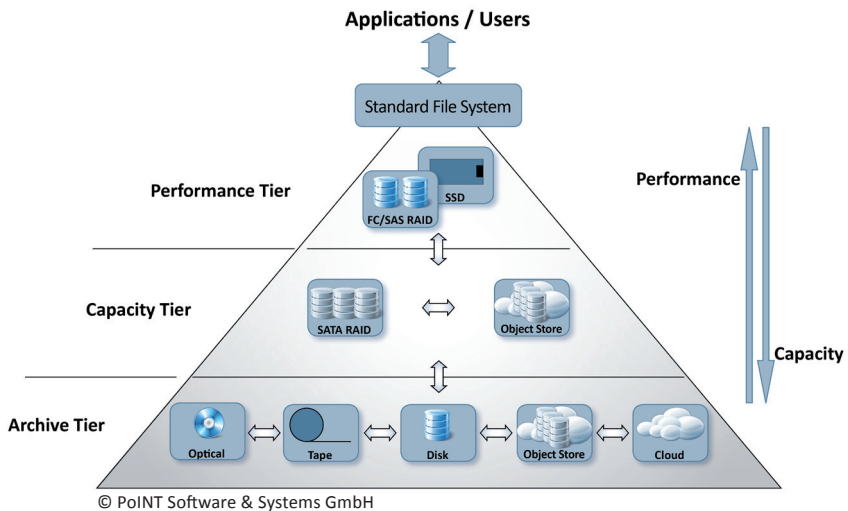 Applications / Users
Standard File System
Performance Tier
SSD
FC/SAS RAID
Performance
Capacity Tier
SATA RAID
Object Store
Capacity
Archive Tier
Optical
Tape
Disk
Object Store
Cloud
© PoINT Software & Systems GmbH